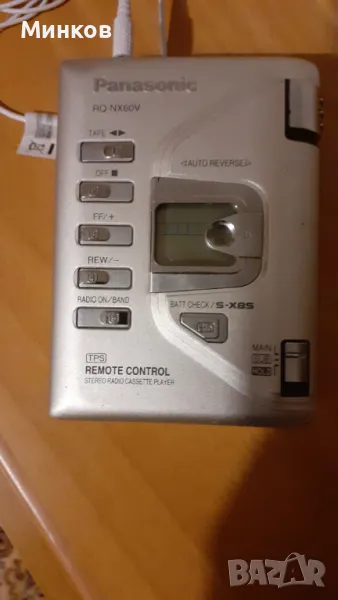 Минков
Panasonic
RQ-NX60V
TAPE ◀▶
◁AUTO REVERSE▷
OFF ■
FF/+
REW/−
RADIO ON/BAND
BATT CHECK/S-XBS
MAIN
TPS
REMOTE CONTROL
STEREO RADIO CASSETTE PLAYER
BAZAR